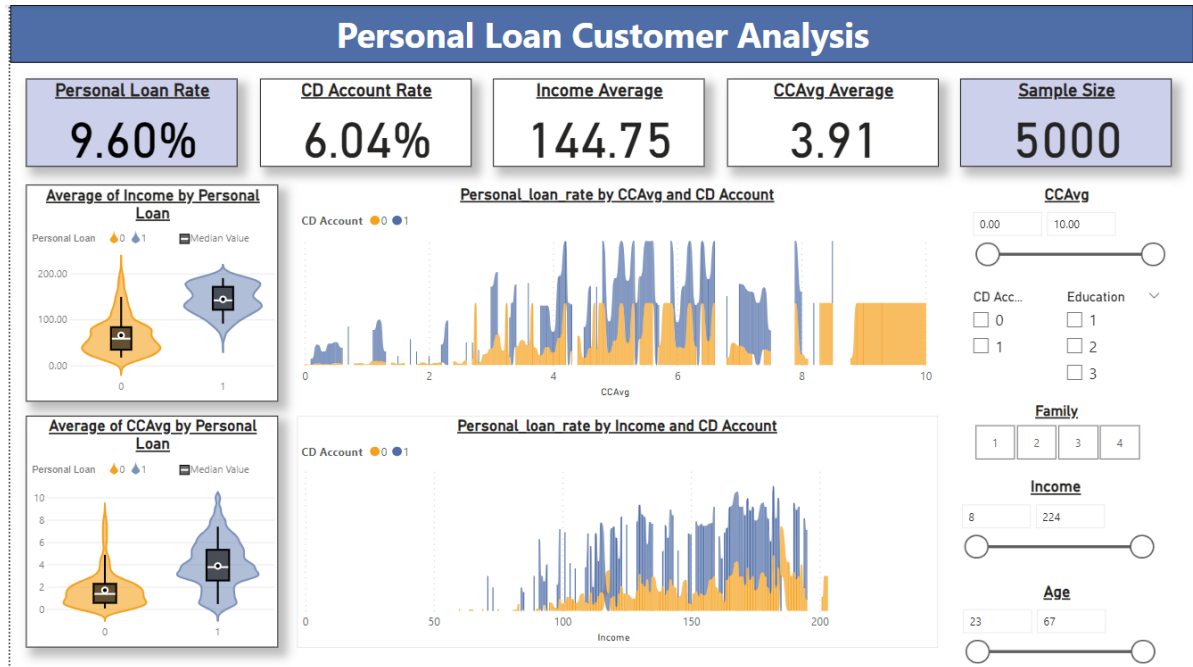 Personal Loan Customer Analysis
Personal Loan Rate
9.60%
CD Account Rate
6.04%
Income Average
144.75
CCAvg Average
3.91
Sample Size
5000
Average of Income by Personal
Loan
Personal Loan 0 1 Median Value
200.00
100.00
0.00
0 1
Personal_loan_rate by CCAvg and CD Account
CD Account 0 1
0 2 4 6 8 10
CCAvg
CCAvg
0.00 10.00
CD Acc... Education
0 1
1 2
3
Average of CCAvg by Personal
Loan
Personal Loan 0 1 Median Value
10
8
6
4
2
0
0 1
Personal_loan_rate by Income and CD Account
CD Account 0 1
0 50 100 150 200
Income
Family
1 2 3 4
Income
8 224
Age
23 67